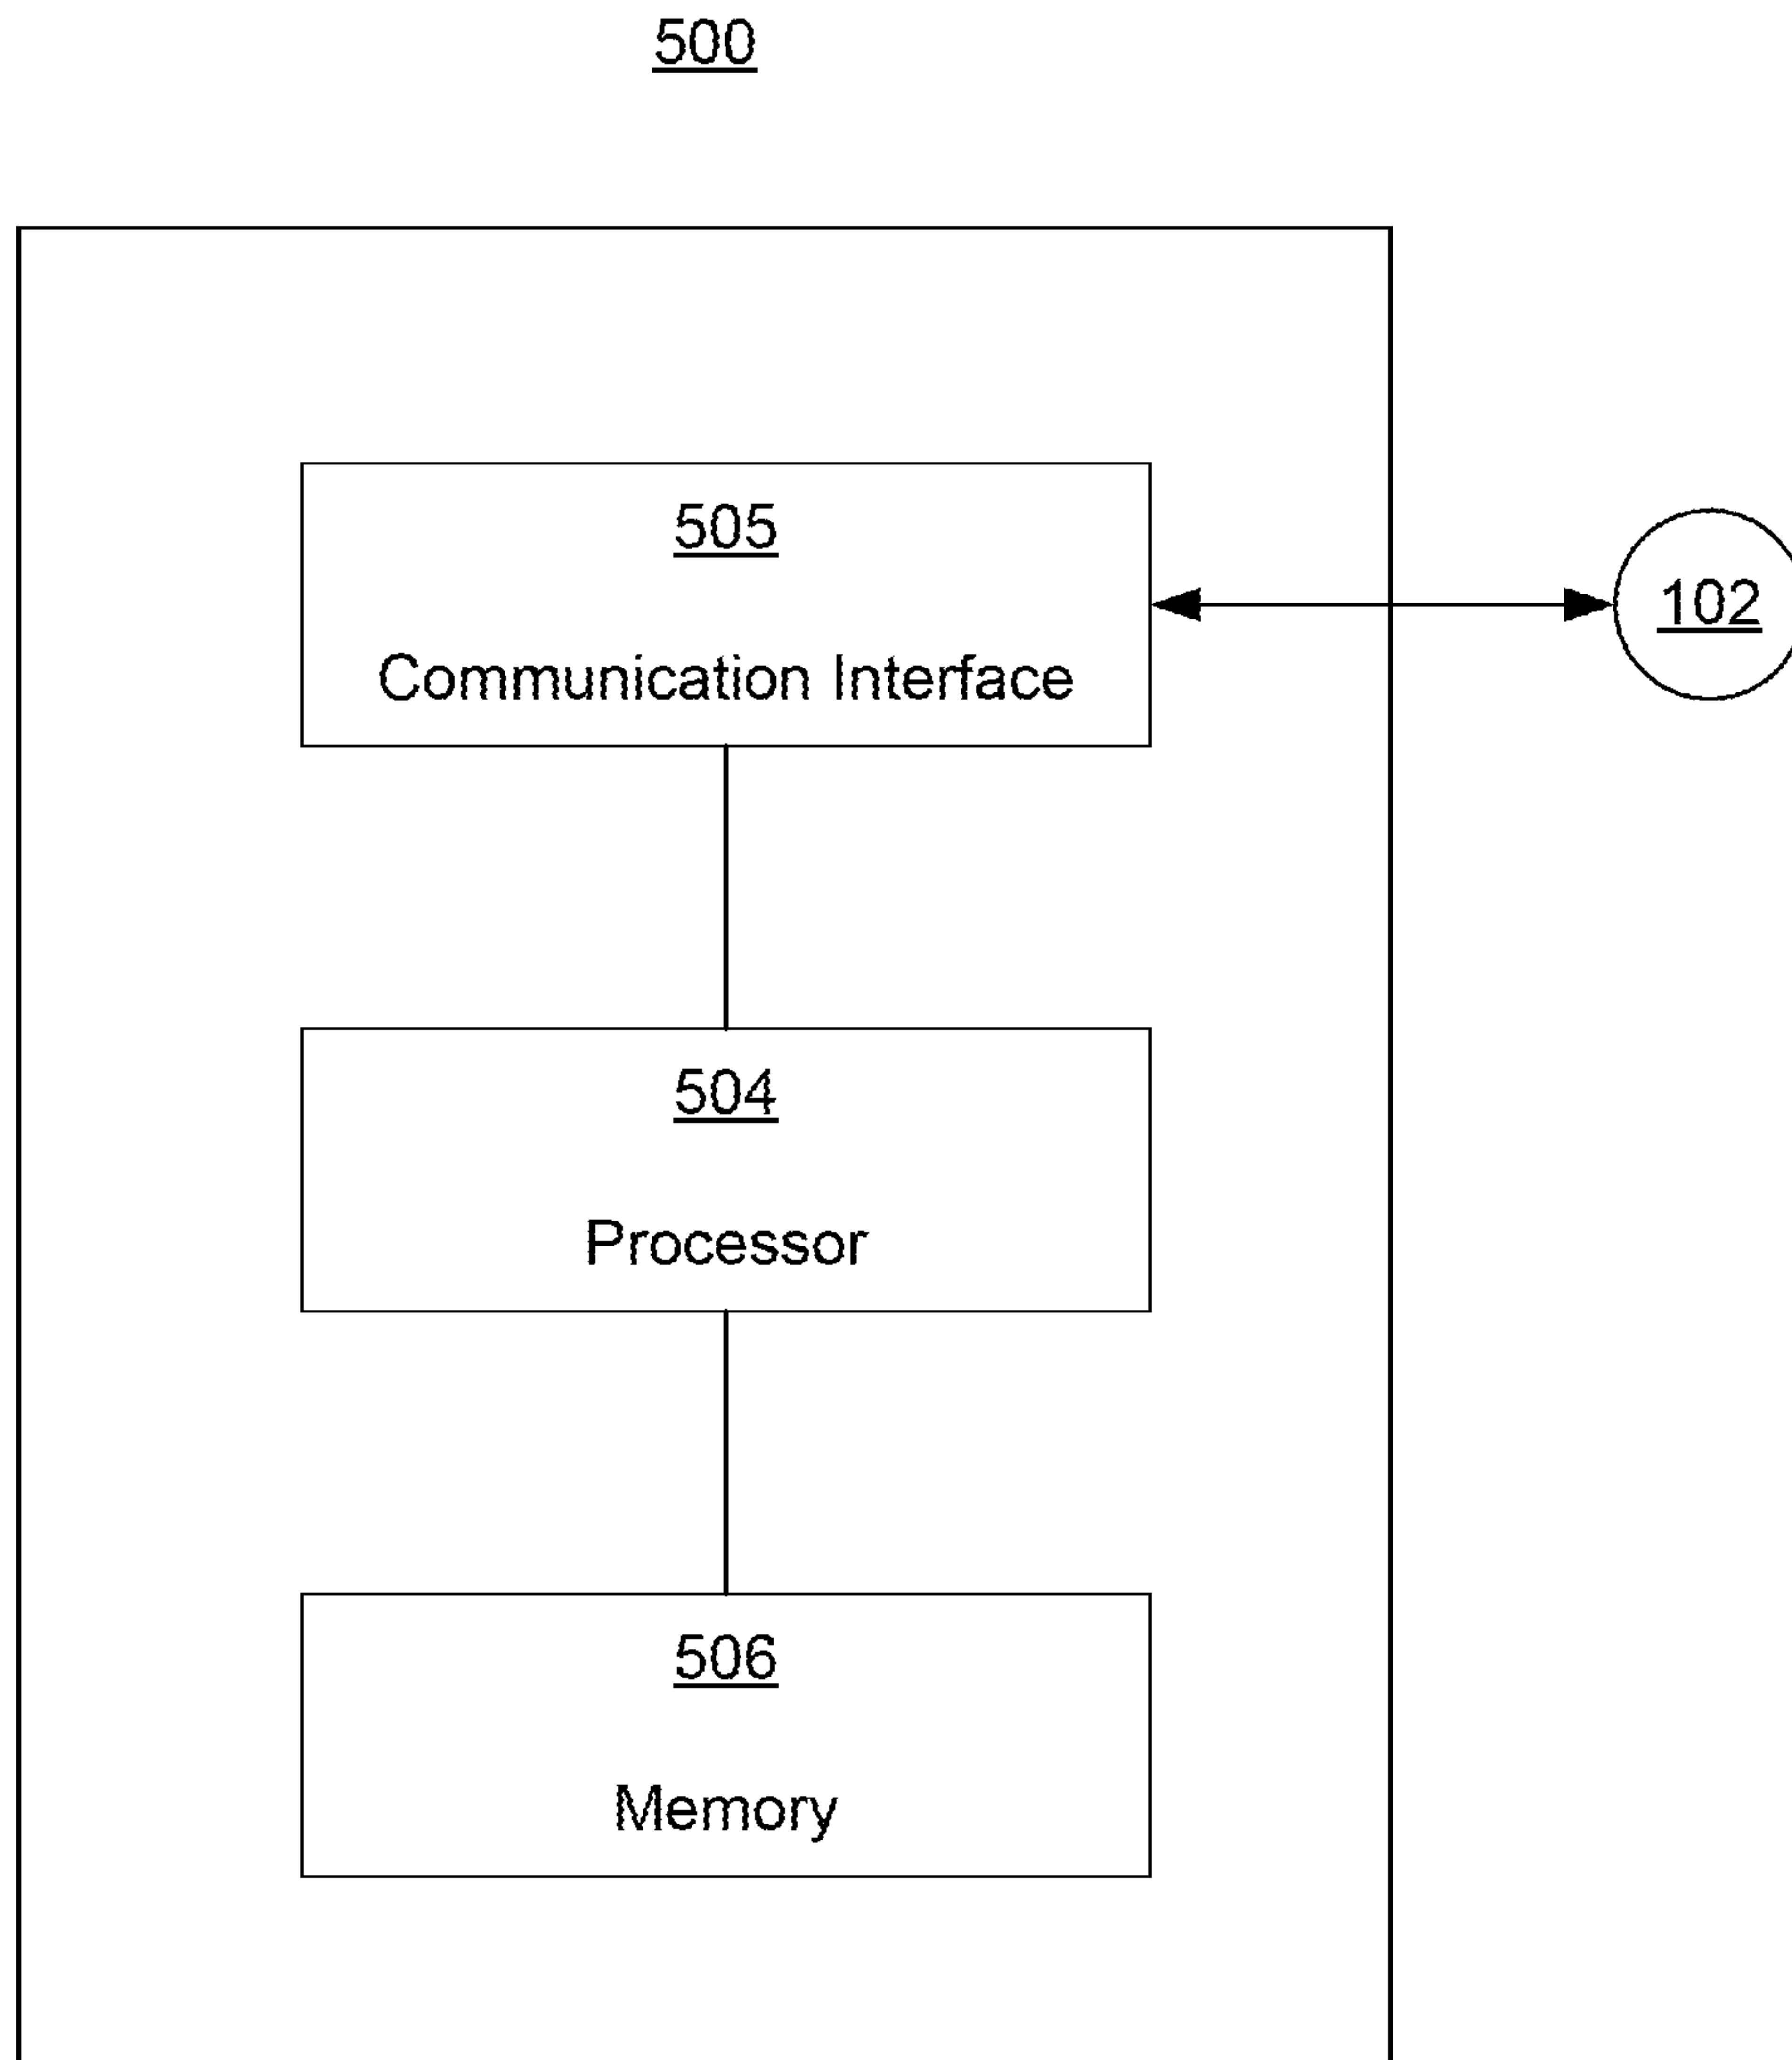 500
505
Communication Interface
102
504
Processor
506
Memory